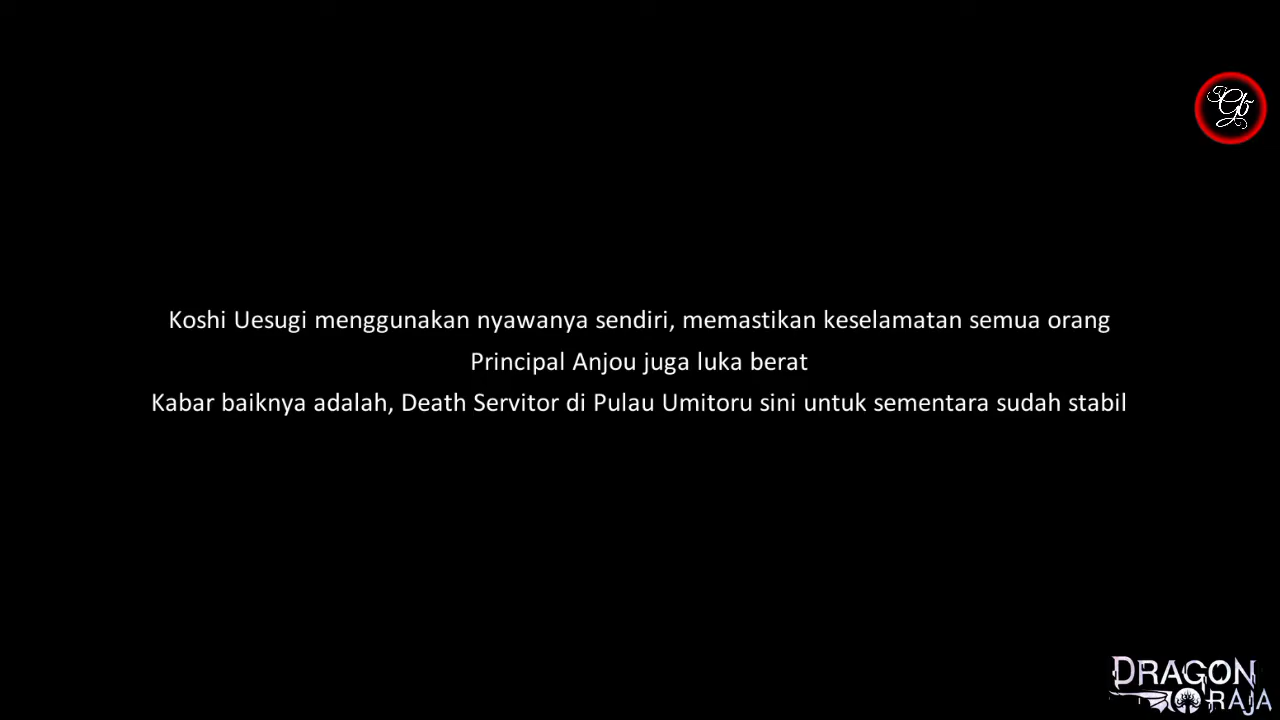 Koshi Uesugi menggunakan nyawanya sendiri, memastikan keselamatan semua orang
Principal Anjou juga luka berat
Kabar baiknya adalah, Death Servitor di Pulau Umitoru sini untuk sementara sudah stabil
DRAGON
RAJA